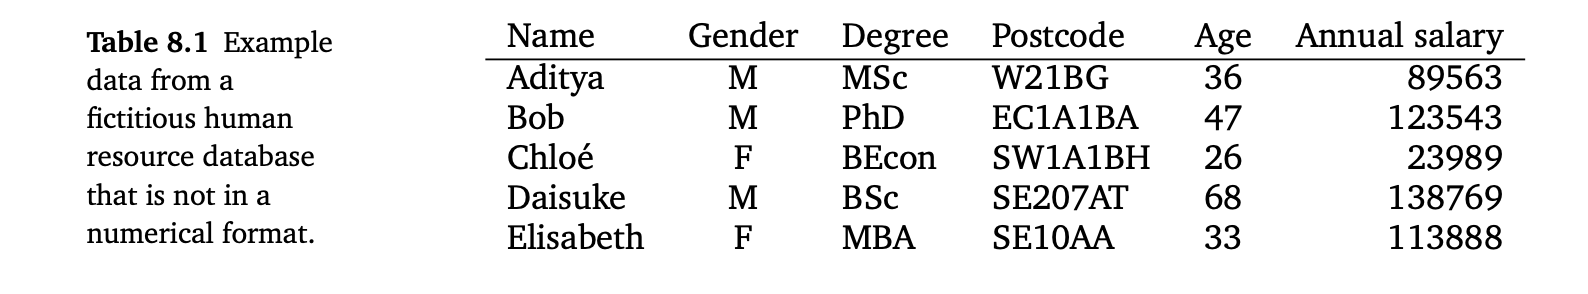 Table 8.1 Example
data from a
fictitious human
resource database
that is not in a
numerical format.
Name Gender Degree Postcode Age Annual salary
Aditya M MSc W21BG 36 89563
Bob M PhD EC1A1BA 47 123543
Chloé F BEcon SW1A1BH 26 23989
Daisuke M BSc SE207AT 68 138769
Elisabeth F MBA SE10AA 33 113888